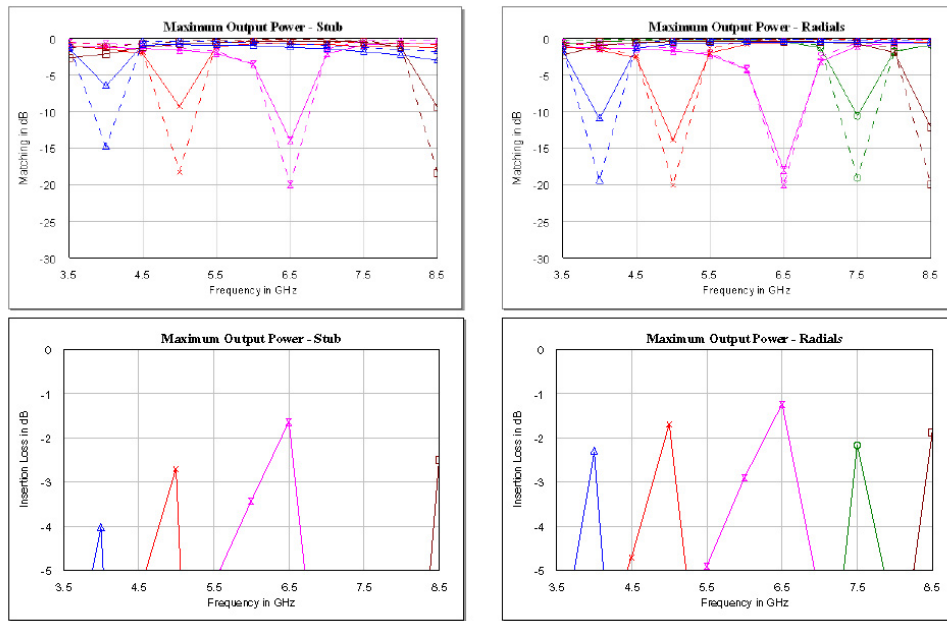 Maximum Output Power - Stub
0
-5
-10
-15
-20
-25
-30
Matching in dB
3.5 4.5 5.5 6.5 7.5 8.5
Frequency in GHz
Maximum Output Power - Radials
0
-5
-10
-15
-20
-25
-30
Matching in dB
3.5 4.5 5.5 6.5 7.5 8.5
Frequency in GHz
Maximum Output Power - Stub
0
-1
-2
-3
-4
-5
Insertion Loss in dB
3.5 4.5 5.5 6.5 7.5 8.5
Frequency in GHz
Maximum Output Power - Radials
0
-1
-2
-3
-4
-5
Insertion Loss in dB
3.5 4.5 5.5 6.5 7.5 8.5
Frequency in GHz